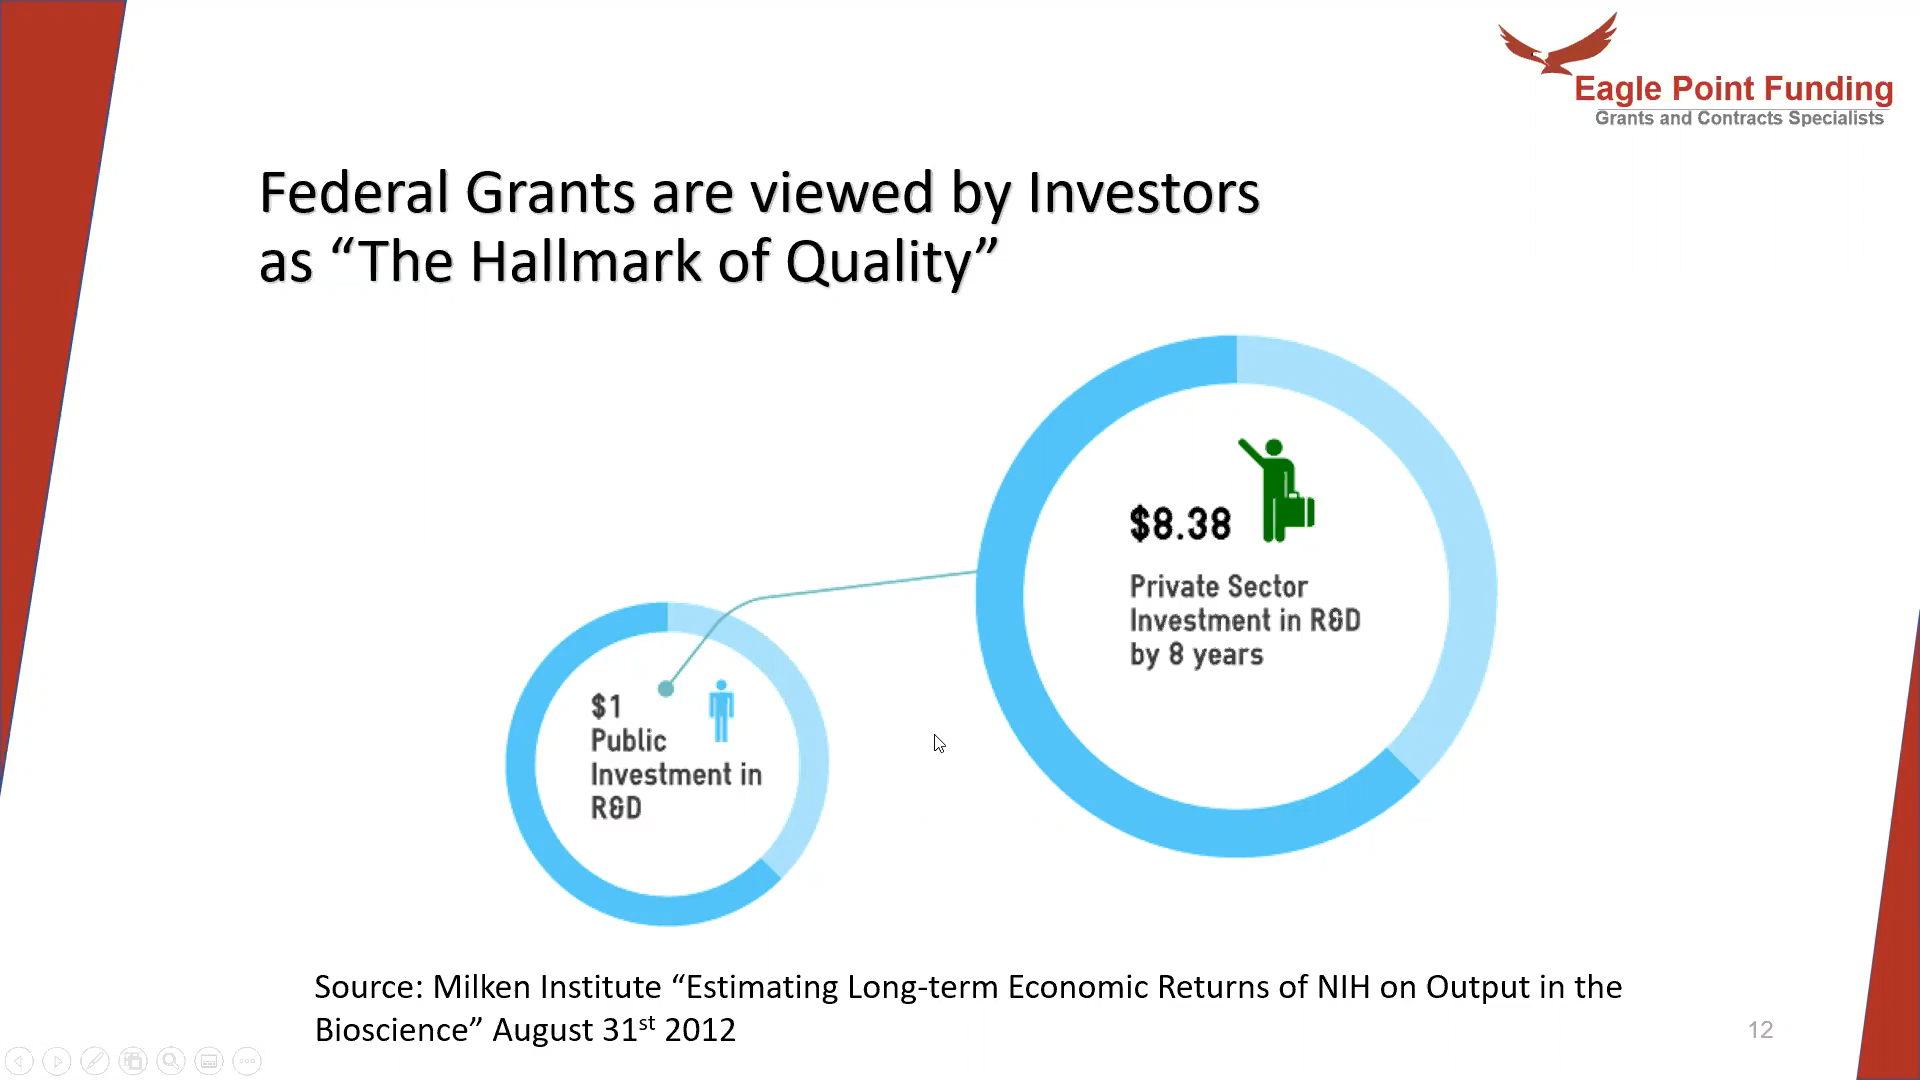 Eagle Point Funding
Grants and Contracts Specialists
Federal Grants are viewed by Investors
as “The Hallmark of Quality”
$8.38
Private Sector
Investment in R&D
by 8 years
$1
Public
Investment in
R&D
Source: Milken Institute “Estimating Long-term Economic Returns of NIH on Output in the
Bioscience” August 31st 2012
12